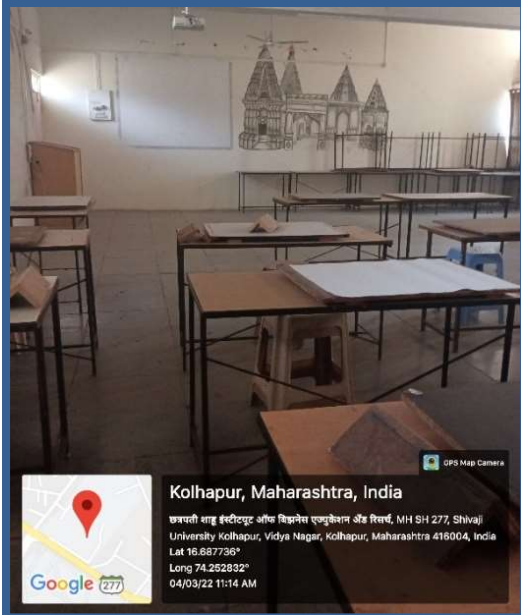 GPS Map Camera
Kolhapur, Maharashtra, India
छत्रपती शाहू इंस्टीटयूट ऑफ बिझनेस एज्युकेशन अँड रिसर्च, MH SH 277, Shivaji
University Kolhapur, Vidya Nagar, Kolhapur, Maharashtra 416004, India
Lat 16.687736°
Long 74.252832°
04/03/22 11:14 AM
Google
277